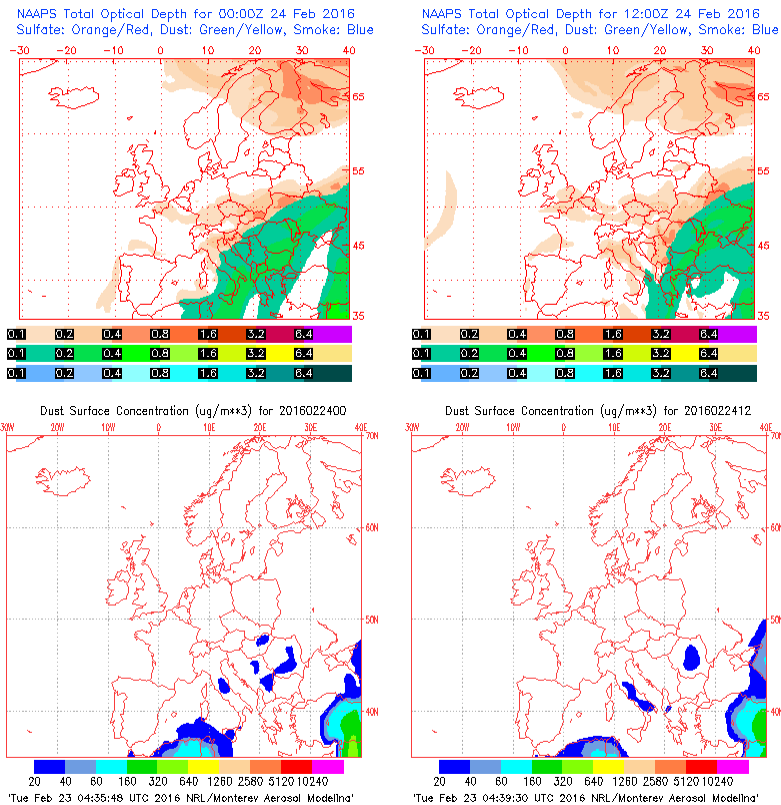 NAAPS Total Optical Depth for 00:00Z 24 Feb 2016
Sulfate: Orange/Red, Dust: Green/Yellow, Smoke: Blue
-30 -20 -10 0 10 20 30 40
65
55
45
35
0.1 0.2 0.4 0.8 1.6 3.2 6.4
0.1 0.2 0.4 0.8 1.6 3.2 6.4
0.1 0.2 0.4 0.8 1.6 3.2 6.4
NAAPS Total Optical Depth for 12:00Z 24 Feb 2016
Sulfate: Orange/Red, Dust: Green/Yellow, Smoke: Blue
-30 -20 -10 0 10 20 30 40
65
55
45
35
0.1 0.2 0.4 0.8 1.6 3.2 6.4
0.1 0.2 0.4 0.8 1.6 3.2 6.4
0.1 0.2 0.4 0.8 1.6 3.2 6.4
Dust Surface Concentration (ug/m**3) for 2016022400
30W 20W 10W 0 10E 20E 30E 40E
70N
60N
50N
40N
20 40 80 160 320 640 1280 2560 5120 10240
'Tue Feb 23 04:35:48 UTC 2016 NRL/Monterey Aerosol Modeling'
Dust Surface Concentration (ug/m**3) for 2016022412
30W 20W 10W 0 10E 20E 30E 40E
70N
60N
50N
40N
20 40 80 160 320 640 1280 2560 5120 10240
'Tue Feb 23 04:39:30 UTC 2016 NRL/Monterey Aerosol Modeling'